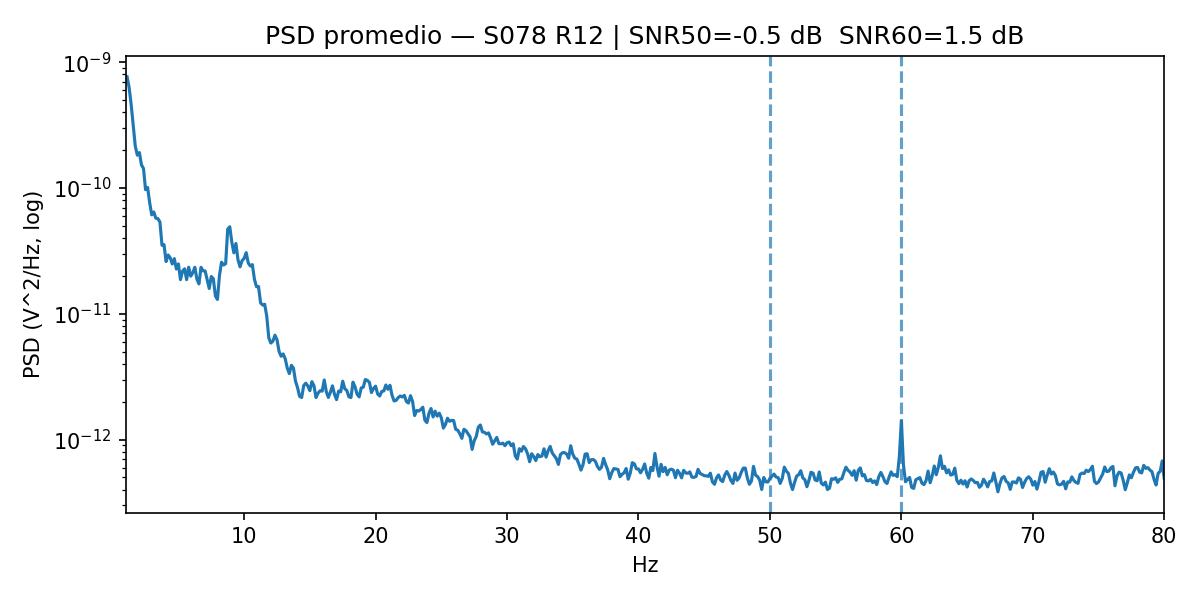 PSD promedio — S078 R12 | SNR50=-0.5 dB  SNR60=1.5 dB
PSD (V^2/Hz, log)
10⁻⁹
10⁻¹⁰
10⁻¹¹
10⁻¹²
10 20 30 40 50 60 70 80
Hz